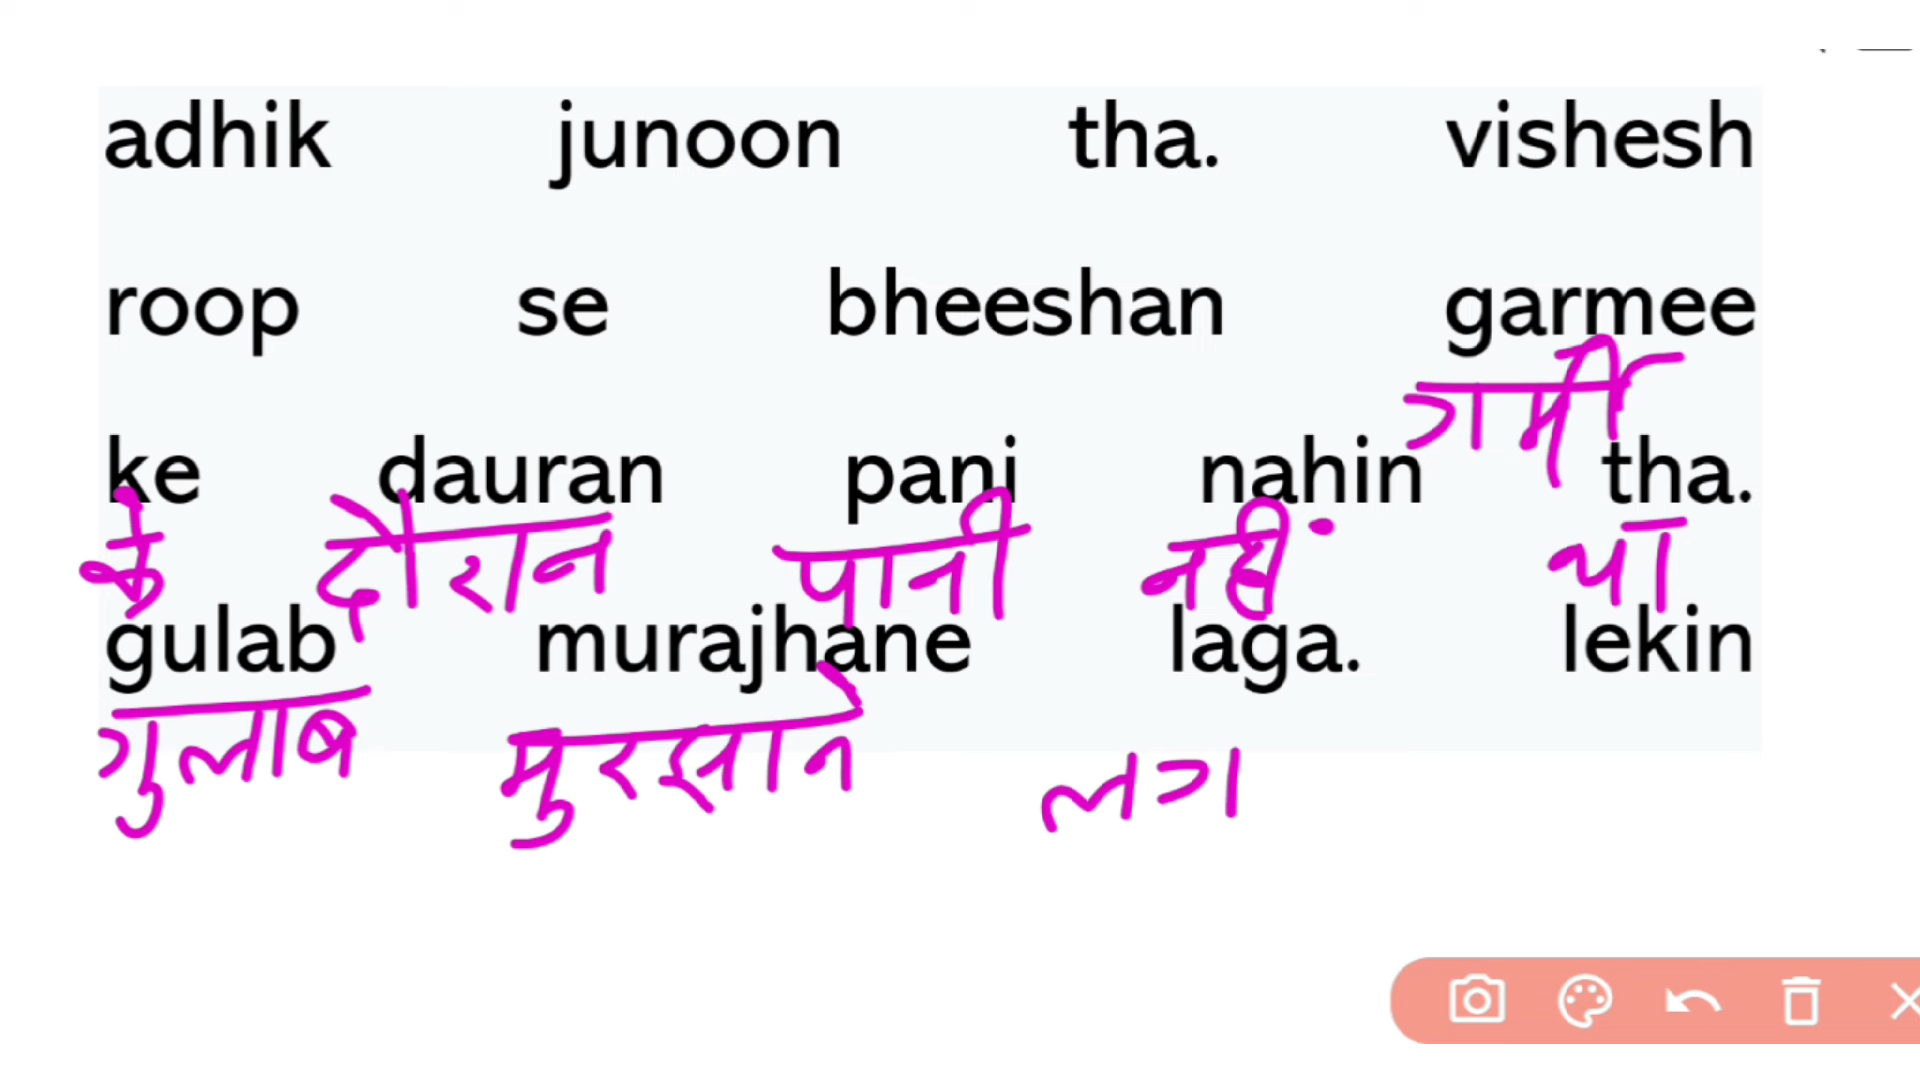 adhik junoon tha. vishesh
roop se bheeshan garmee
गर्मी
ke dauran pani nahin tha.
के दौरान पानी नहीं था
gulab murajhane laga. lekin
गुलाब मुरझाने लग